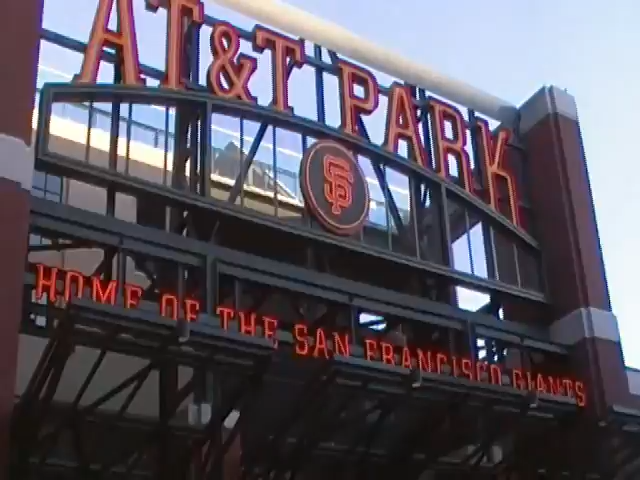 AT&T PARK
SF
HOME OF THE SAN FRANCISCO GIANTS